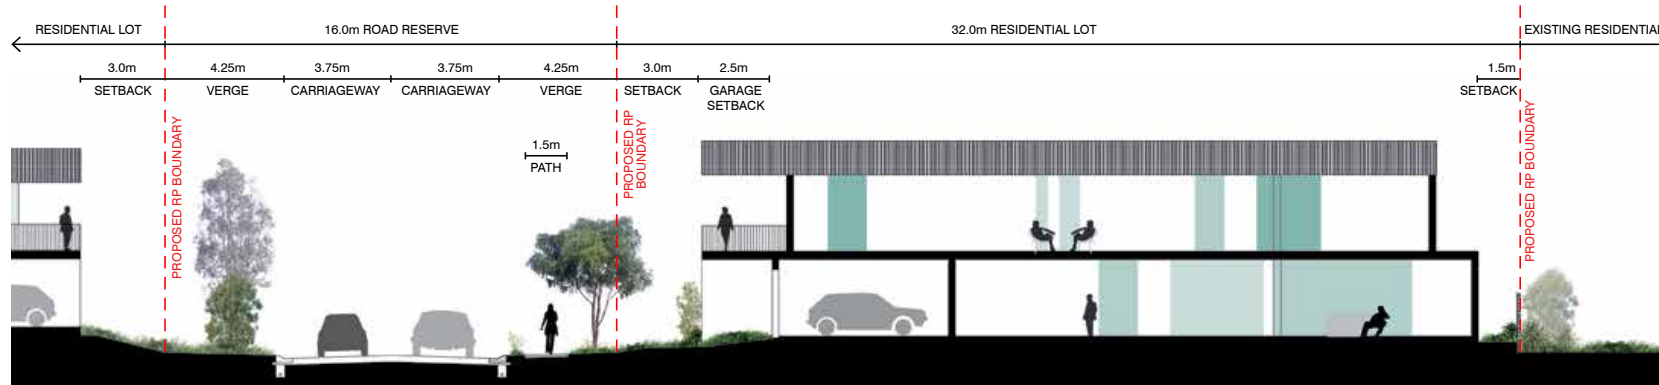 RESIDENTIAL LOT
16.0m ROAD RESERVE
32.0m RESIDENTIAL LOT
EXISTING RESIDENTIAL
3.0m
4.25m
3.75m
3.75m
4.25m
3.0m
2.5m
1.5m
SETBACK
VERGE
CARRIAGEWAY
CARRIAGEWAY
VERGE
SETBACK
GARAGE
SETBACK
SETBACK
PROPOSED RP BOUNDARY
1.5m
PATH
PROPOSED RP
BOUNDARY
PROPOSED RP BOUNDARY